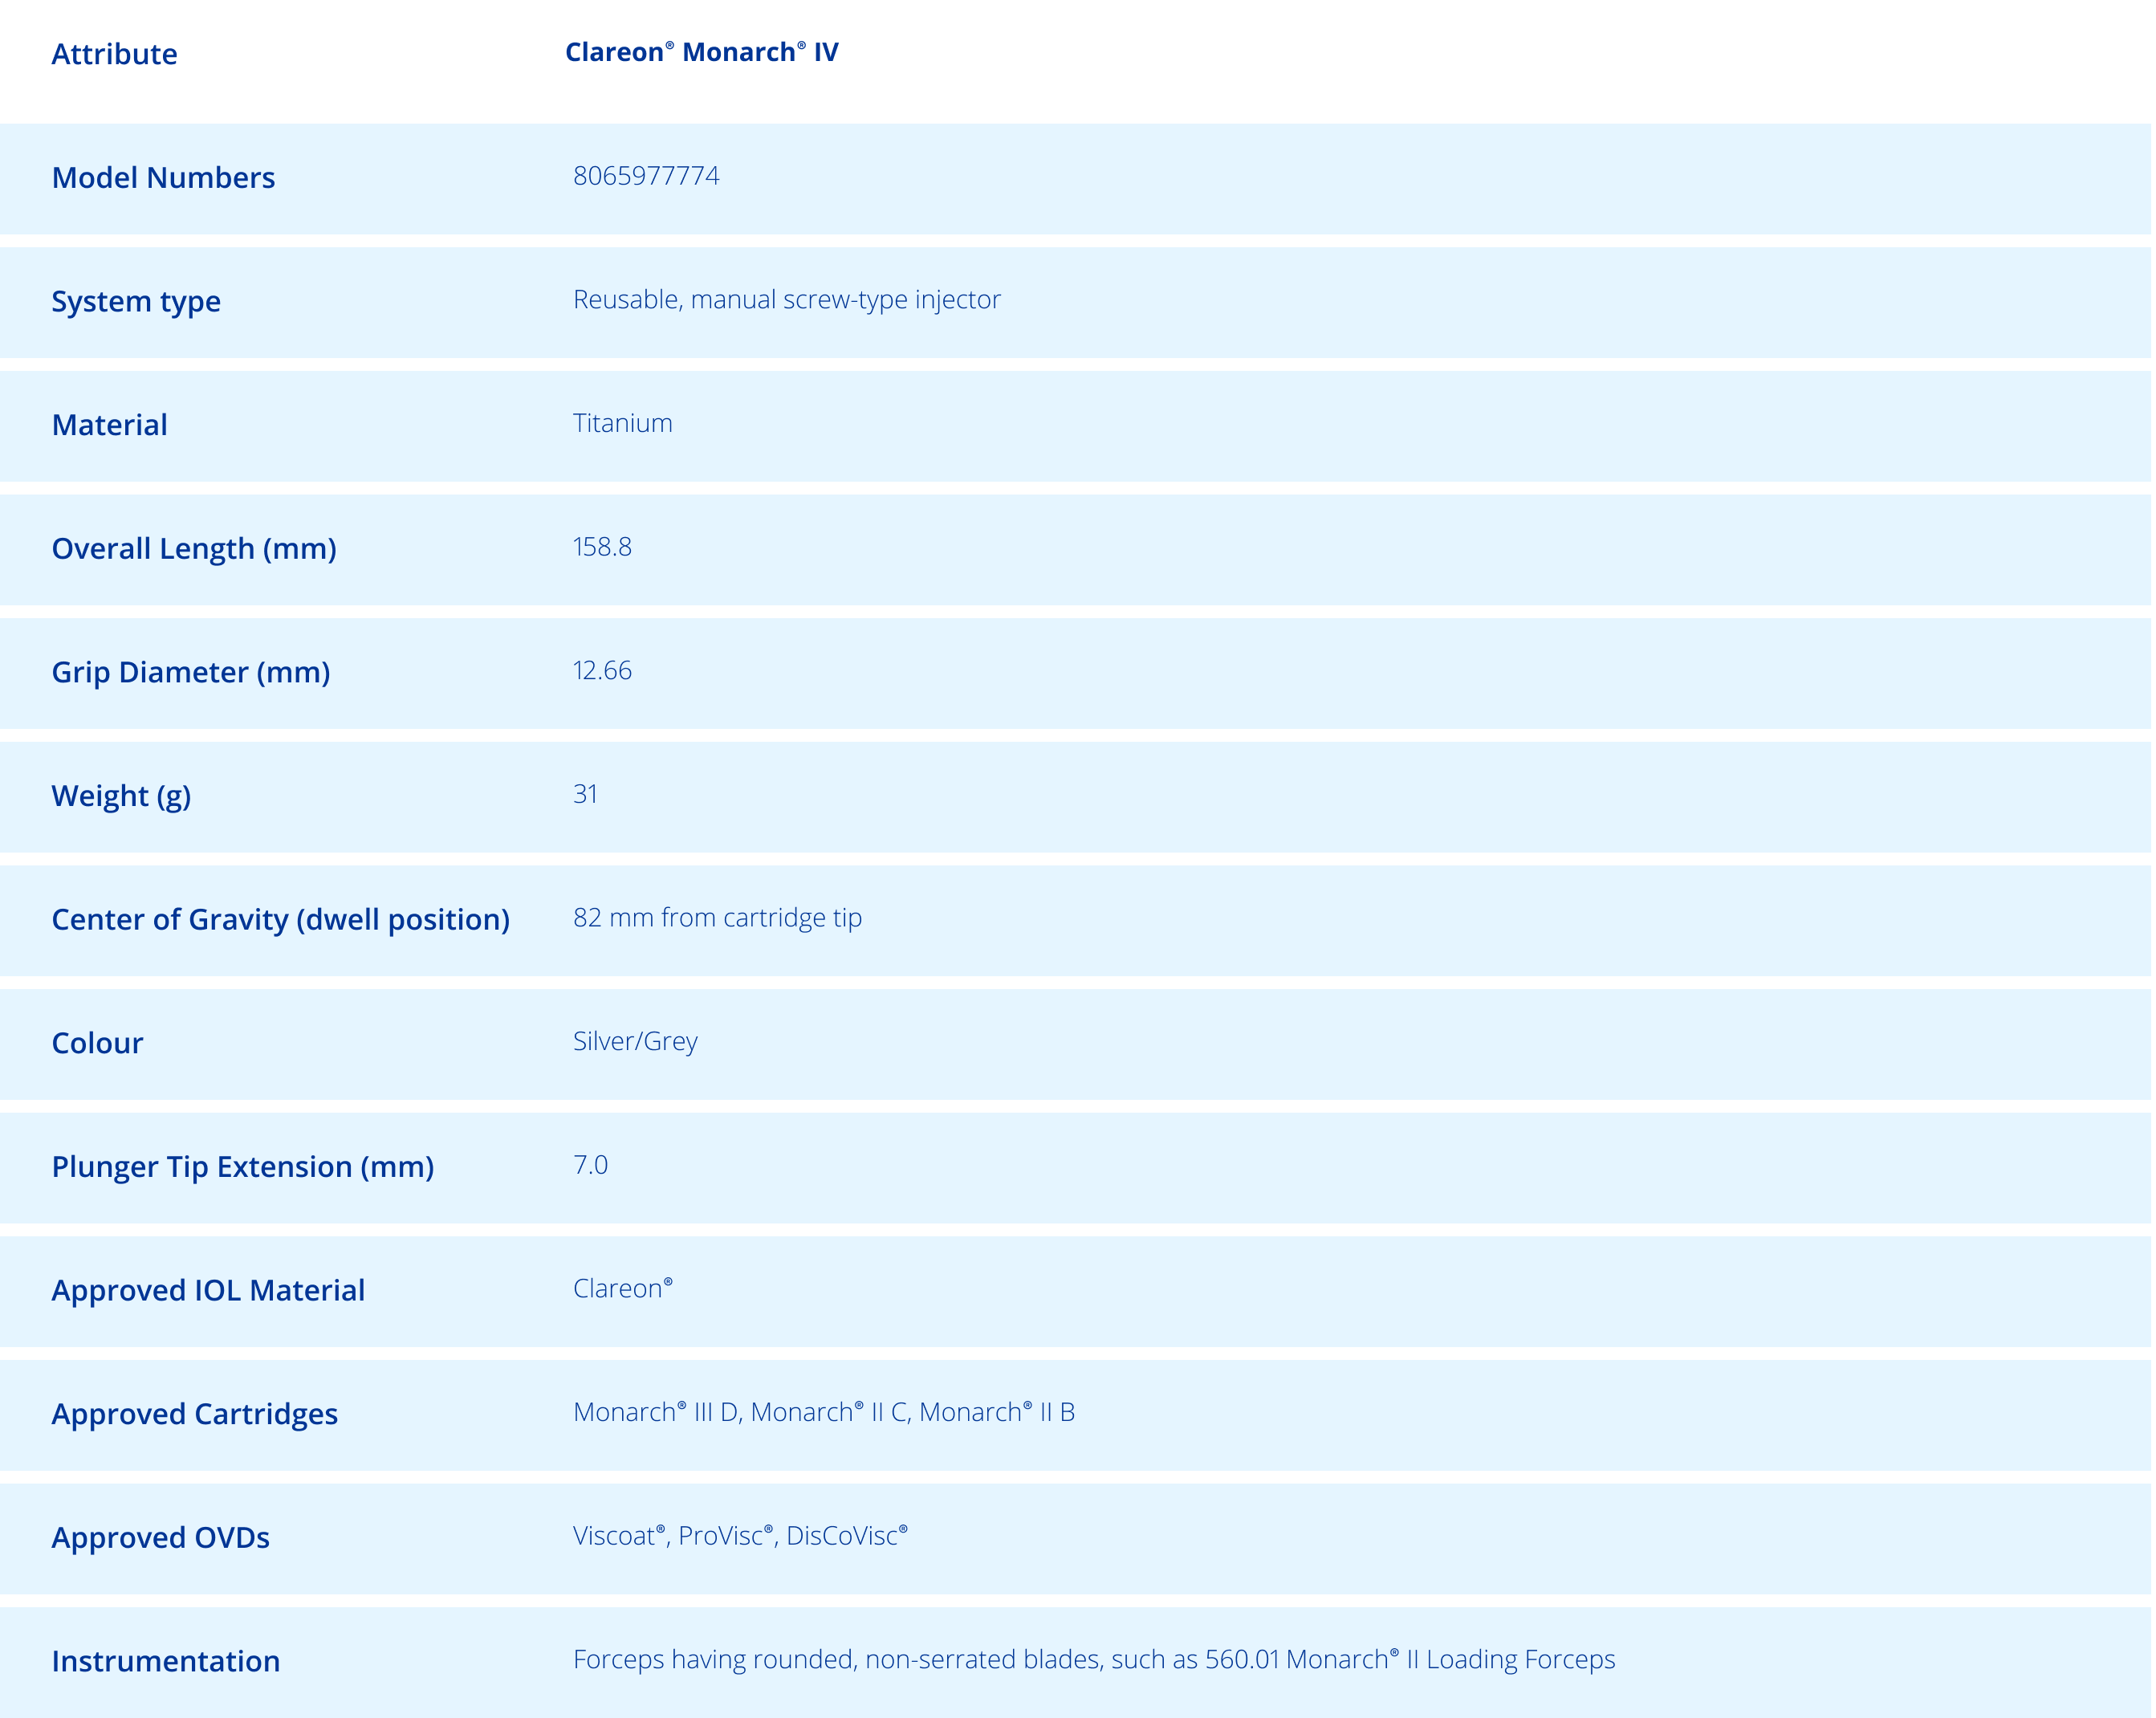 Attribute Clareon® Monarch® IV
Model Numbers 8065977774
System type Reusable, manual screw-type injector
Material Titanium
Overall Length (mm) 158.8
Grip Diameter (mm) 12.66
Weight (g) 31
Center of Gravity (dwell position) 82 mm from cartridge tip
Colour Silver/Grey
Plunger Tip Extension (mm) 7.0
Approved IOL Material Clareon®
Approved Cartridges Monarch® III D, Monarch® II C, Monarch® II B
Approved OVDs Viscoat®, ProVisc®, DisCoVisc®
Instrumentation Forceps having rounded, non-serrated blades, such as 560.01 Monarch® II Loading Forceps